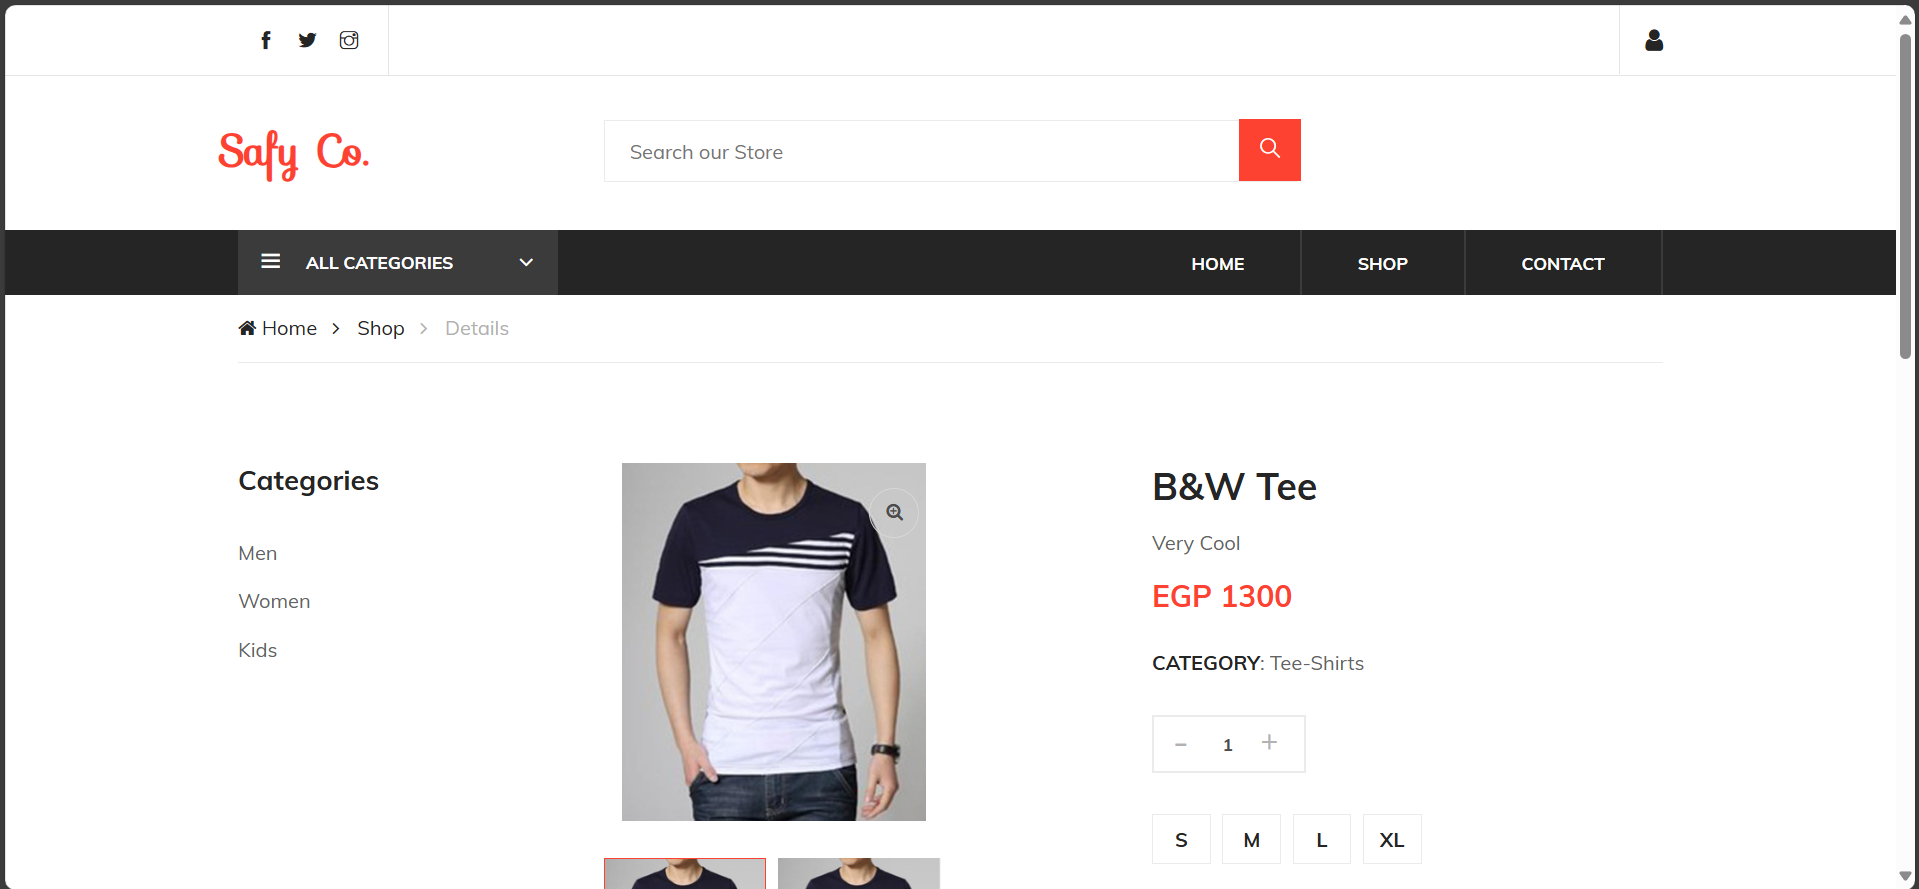 Safy Co.
Search our Store
ALL CATEGORIES
HOME
SHOP
CONTACT
Home
Shop
Details
Categories
Men
Women
Kids
B&W Tee
Very Cool
EGP 1300
CATEGORY: Tee-Shirts
- 1 +
S
M
L
XL